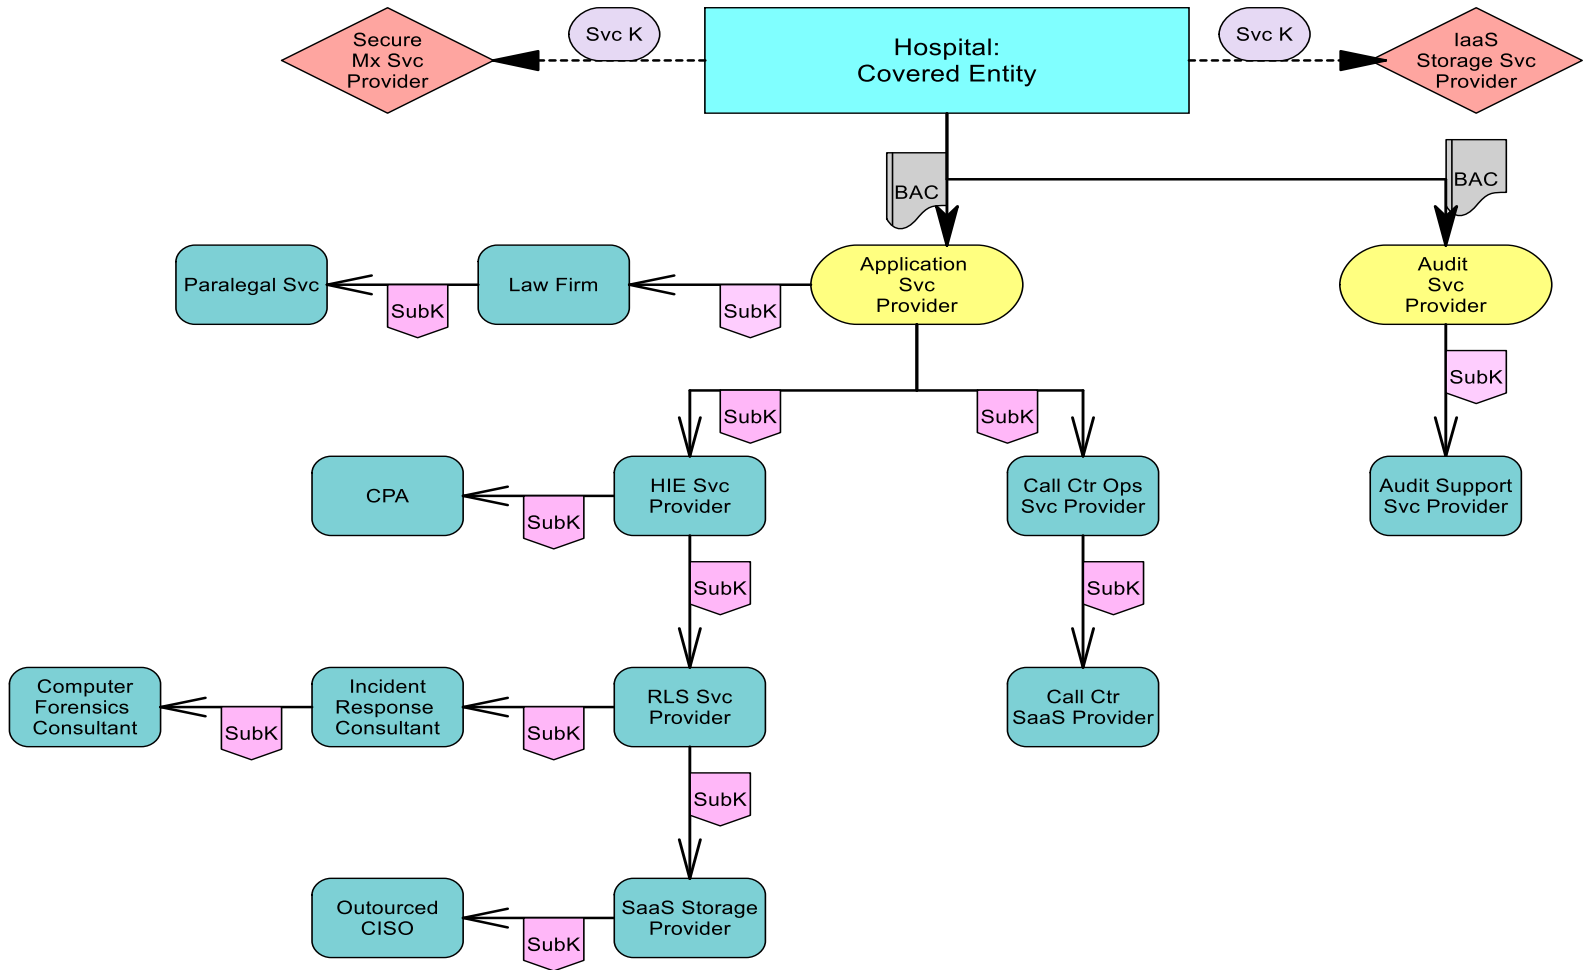 Secure
Mx Svc
Provider
Svc K
Hospital:
Covered Entity
Svc K
IaaS
Storage Svc
Provider
BAC
BAC
Paralegal Svc
SubK
Law Firm
SubK
Application
Svc
Provider
Audit
Svc
Provider
SubK
SubK
SubK
CPA
SubK
HIE Svc
Provider
Call Ctr Ops
Svc Provider
Audit Support
Svc Provider
SubK
SubK
Computer
Forensics
Consultant
SubK
Incident
Response
Consultant
SubK
RLS Svc
Provider
Call Ctr
SaaS Provider
SubK
Outourced
CISO
SubK
SaaS Storage
Provider